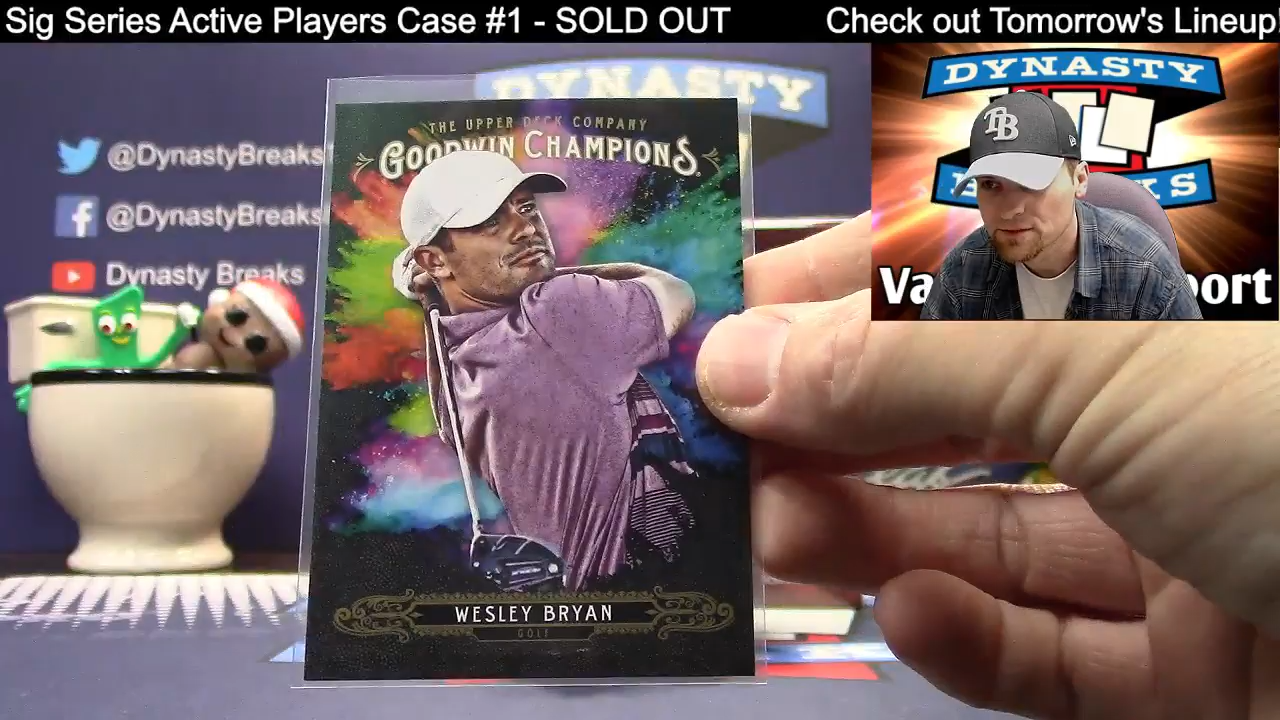 Sig Series Active Players Case #1 - SOLD OUT
Check out Tomorrow's Lineup!
DYNASTY
@DynastyBreaks
@DynastyBreaks
Dynasty Breaks
THE UPPER DECK COMPANY
GOODWIN CHAMPIONS
WESLEY BRYAN
GOLF
DYNASTY
TB